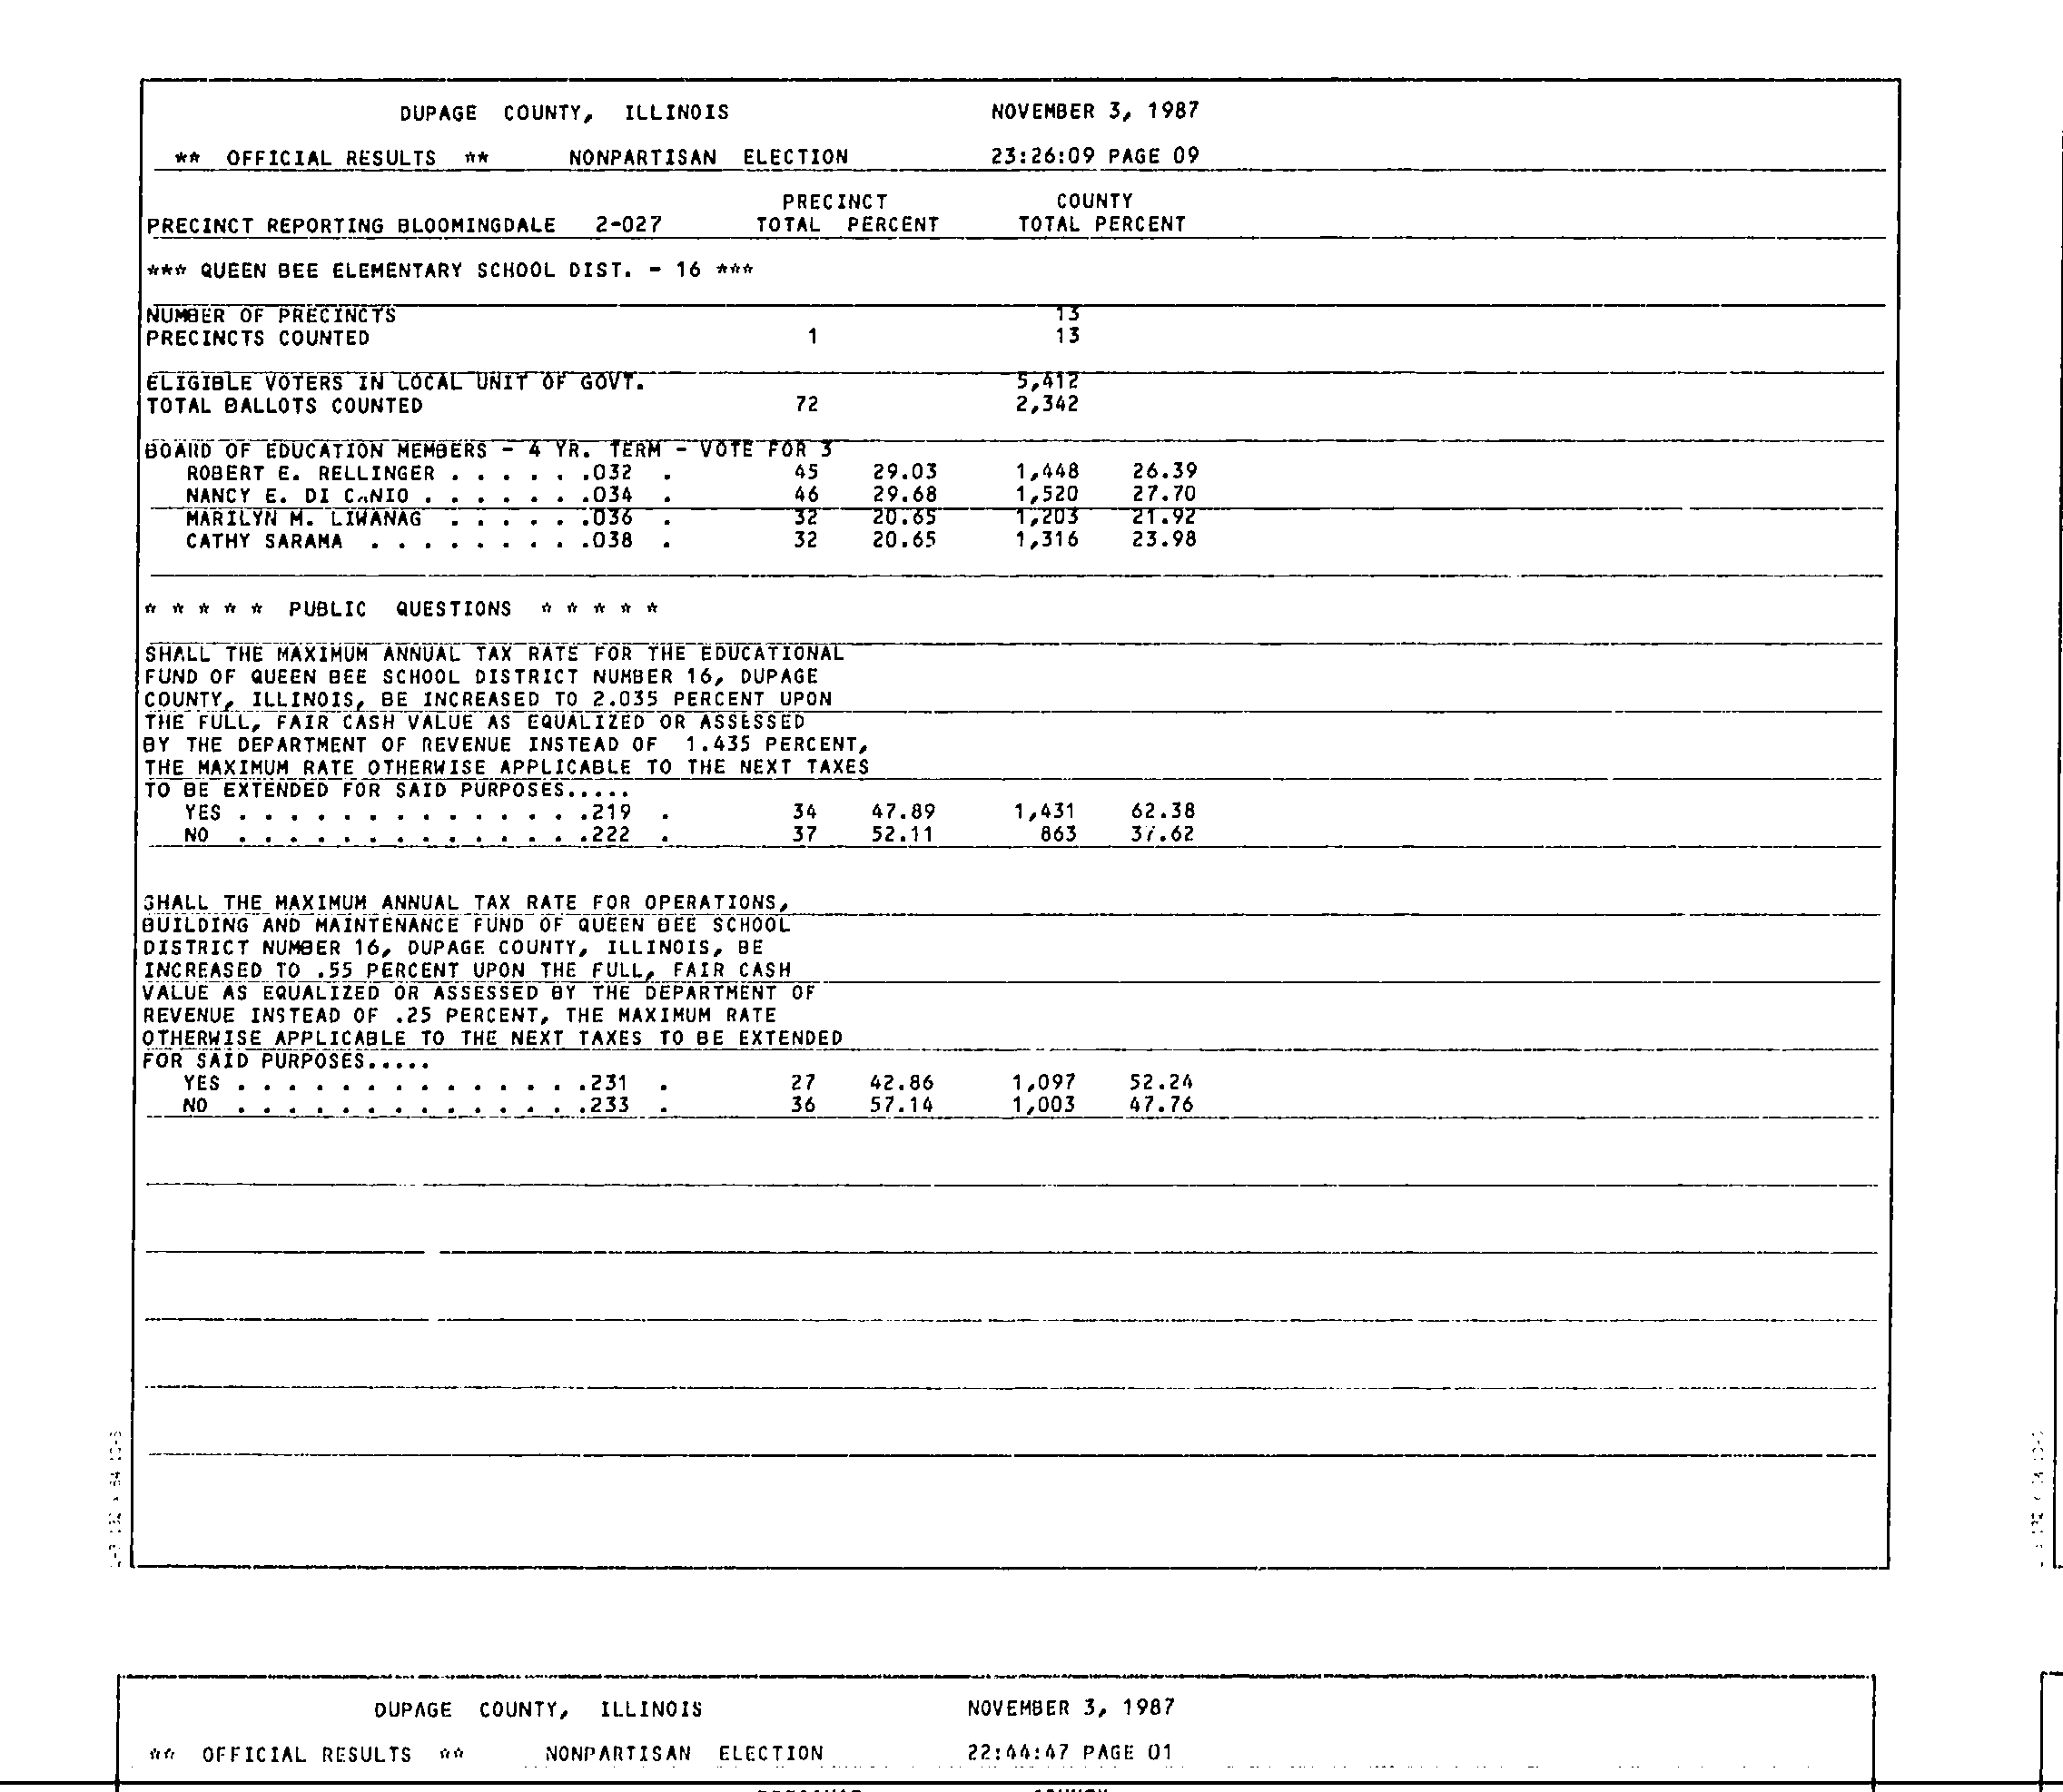 DUPAGE COUNTY, ILLINOIS NOVEMBER 3, 1987
** OFFICIAL RESULTS ** NONPARTISAN ELECTION 23:26:09 PAGE 09
PRECINCT COUNTY
PRECINCT REPORTING BLOOMINGDALE 2-027 TOTAL PERCENT TOTAL PERCENT
*** QUEEN BEE ELEMENTARY SCHOOL DIST. - 16 ***
NUMBER OF PRECINCTS 13
PRECINCTS COUNTED 1 13
ELIGIBLE VOTERS IN LOCAL UNIT OF GOVT. 5,412
TOTAL BALLOTS COUNTED 72 2,342
BOARD OF EDUCATION MEMBERS - 4 YR. TERM - VOTE FOR 3
ROBERT E. RELLINGER . . . . . .032 . 45 29.03 1,448 26.39
NANCY E. DI CANIO . . . . . . .034 . 46 29.68 1,520 27.70
MARILYN M. LIWANAG . . . . . .036 . 32 20.65 1,203 21.92
CATHY SARAMA . . . . . . . . .038 . 32 20.65 1,316 23.98
* * * * * PUBLIC QUESTIONS * * * * *
SHALL THE MAXIMUM ANNUAL TAX RATE FOR THE EDUCATIONAL
FUND OF QUEEN BEE SCHOOL DISTRICT NUMBER 16, DUPAGE
COUNTY, ILLINOIS, BE INCREASED TO 2.035 PERCENT UPON
THE FULL, FAIR CASH VALUE AS EQUALIZED OR ASSESSED
BY THE DEPARTMENT OF REVENUE INSTEAD OF 1.435 PERCENT,
THE MAXIMUM RATE OTHERWISE APPLICABLE TO THE NEXT TAXES
TO BE EXTENDED FOR SAID PURPOSES.....
YES . . . . . . . . . . . . . .219 . 34 47.89 1,431 62.38
NO . . . . . . . . . . . . . .222 . 37 52.11 863 37.62
SHALL THE MAXIMUM ANNUAL TAX RATE FOR OPERATIONS,
BUILDING AND MAINTENANCE FUND OF QUEEN BEE SCHOOL
DISTRICT NUMBER 16, DUPAGE COUNTY, ILLINOIS, BE
INCREASED TO .55 PERCENT UPON THE FULL, FAIR CASH
VALUE AS EQUALIZED OR ASSESSED BY THE DEPARTMENT OF
REVENUE INSTEAD OF .25 PERCENT, THE MAXIMUM RATE
OTHERWISE APPLICABLE TO THE NEXT TAXES TO BE EXTENDED
FOR SAID PURPOSES.....
YES . . . . . . . . . . . . . .231 . 27 42.86 1,097 52.24
NO . . . . . . . . . . . . . .233 . 36 57.14 1,003 47.76
DUPAGE COUNTY, ILLINOIS NOVEMBER 3, 1987
** OFFICIAL RESULTS ** NONPARTISAN ELECTION 22:44:47 PAGE 01